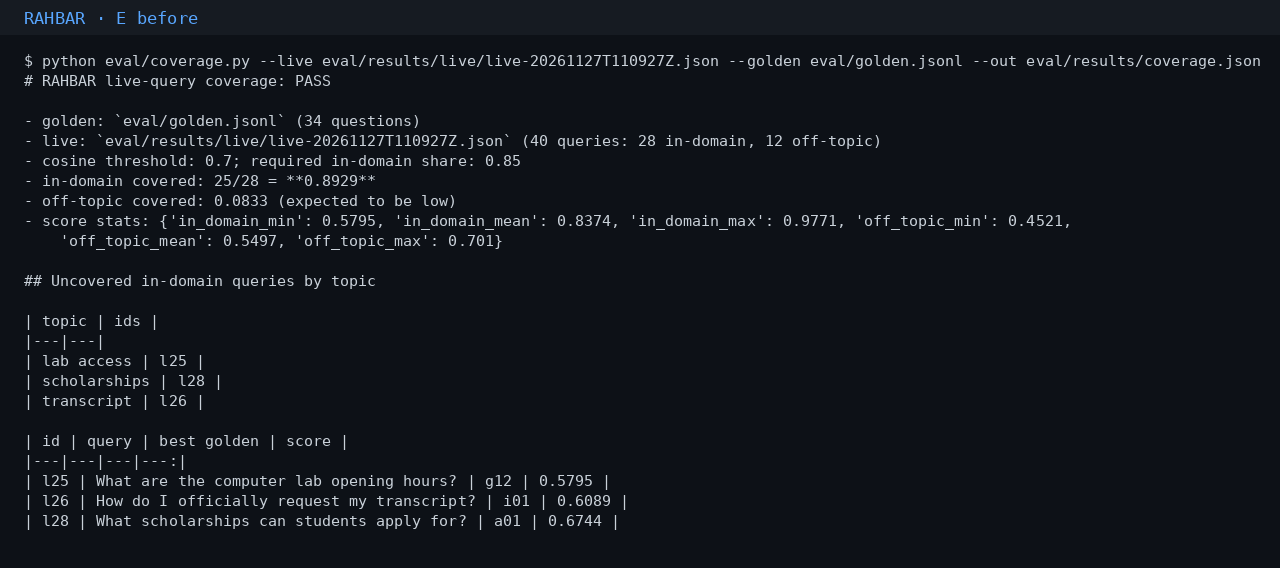 RAHBAR · E before
$ python eval/coverage.py --live eval/results/live/live-20261127T110927Z.json --golden eval/golden.jsonl --out eval/results/coverage.json
# RAHBAR live-query coverage: PASS
- golden: `eval/golden.jsonl` (34 questions)
- live: `eval/results/live/live-20261127T110927Z.json` (40 queries: 28 in-domain, 12 off-topic)
- cosine threshold: 0.7; required in-domain share: 0.85
- in-domain covered: 25/28 = **0.8929**
- off-topic covered: 0.0833 (expected to be low)
- score stats: {'in_domain_min': 0.5795, 'in_domain_mean': 0.8374, 'in_domain_max': 0.9771, 'off_topic_min': 0.4521,
    'off_topic_mean': 0.5497, 'off_topic_max': 0.701}
## Uncovered in-domain queries by topic
| topic | ids |
|---|---|
| lab access | l25 |
| scholarships | l28 |
| transcript | l26 |
| id | query | best golden | score |
|---|---|---|---:|
| l25 | What are the computer lab opening hours? | g12 | 0.5795 |
| l26 | How do I officially request my transcript? | i01 | 0.6089 |
| l28 | What scholarships can students apply for? | a01 | 0.6744 |